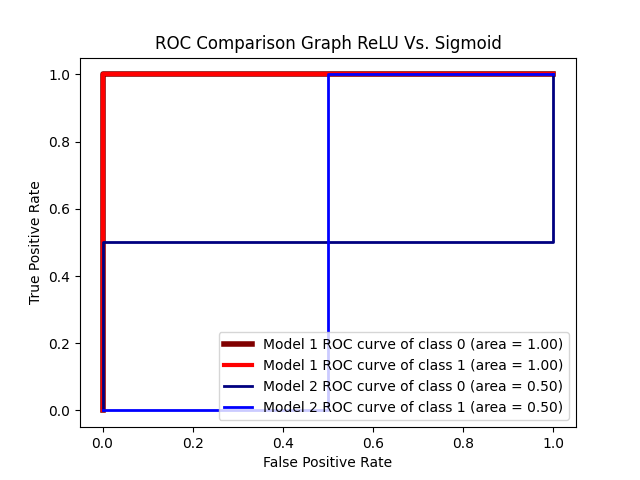 ROC Comparison Graph ReLU Vs. Sigmoid
True Positive Rate
1.0
0.8
0.6
0.4
0.2
0.0
Model 1 ROC curve of class 0 (area = 1.00)
Model 1 ROC curve of class 1 (area = 1.00)
Model 2 ROC curve of class 0 (area = 0.50)
Model 2 ROC curve of class 1 (area = 0.50)
0.0 0.2 0.4 0.6 0.8 1.0
False Positive Rate